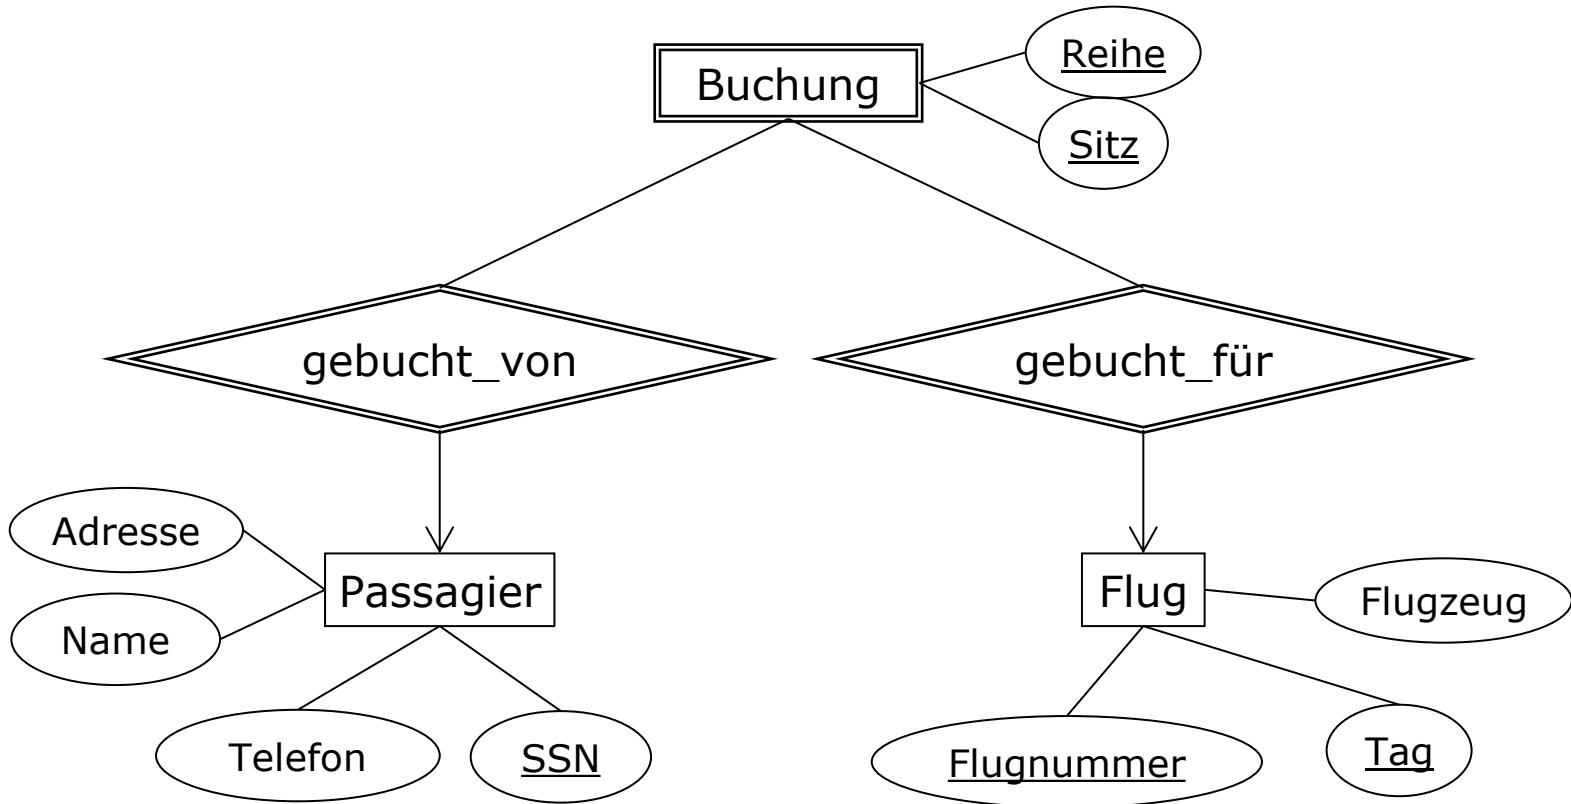 Reihe
Buchung
Sitz
gebucht_von
gebucht_für
Adresse
Passagier
Flug
Flugzeug
Name
Telefon
SSN
Flugnummer
Tag